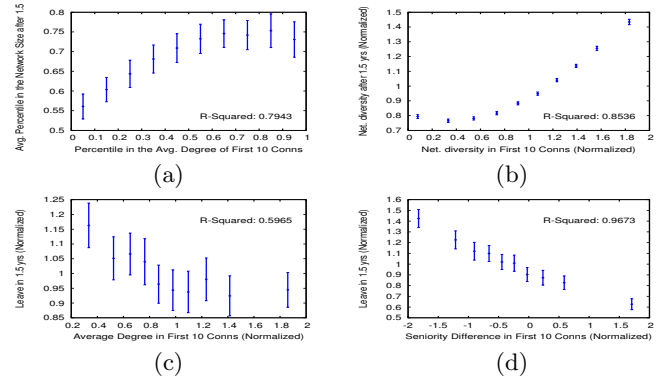 Avg. Percentile in the Network Size after 1.5
0.8
0.75
0.7
0.65
0.6
0.55
0.5
R-Squared: 0.7943
0 0.1 0.2 0.3 0.4 0.5 0.6 0.7 0.8 0.9 1
Percentile in the Avg. Degree of First 10 Conns
(a)
Net. diversity after 1.5 yrs (Normalized)
1.5
1.4
1.3
1.2
1.1
1
0.9
0.8
0.7
R-Squared: 0.8536
0 0.2 0.4 0.6 0.8 1 1.2 1.4 1.6 1.8 2
Net. diversity in First 10 Conns (Normalized)
(b)
Leave in 1.5 yrs (Normalized)
1.25
1.2
1.15
1.1
1.05
1
0.95
0.9
0.85
R-Squared: 0.5965
0.2 0.4 0.6 0.8 1 1.2 1.4 1.6 1.8 2
Average Degree in First 10 Conns (Normalized)
(c)
Leave in 1.5 yrs (Normalized)
1.6
1.5
1.4
1.3
1.2
1.1
1
0.9
0.8
0.7
0.6
0.5
R-Squared: 0.9673
-2 -1.5 -1 -0.5 0 0.5 1 1.5 2
Seniority Difference in First 10 Conns (Normalized)
(d)